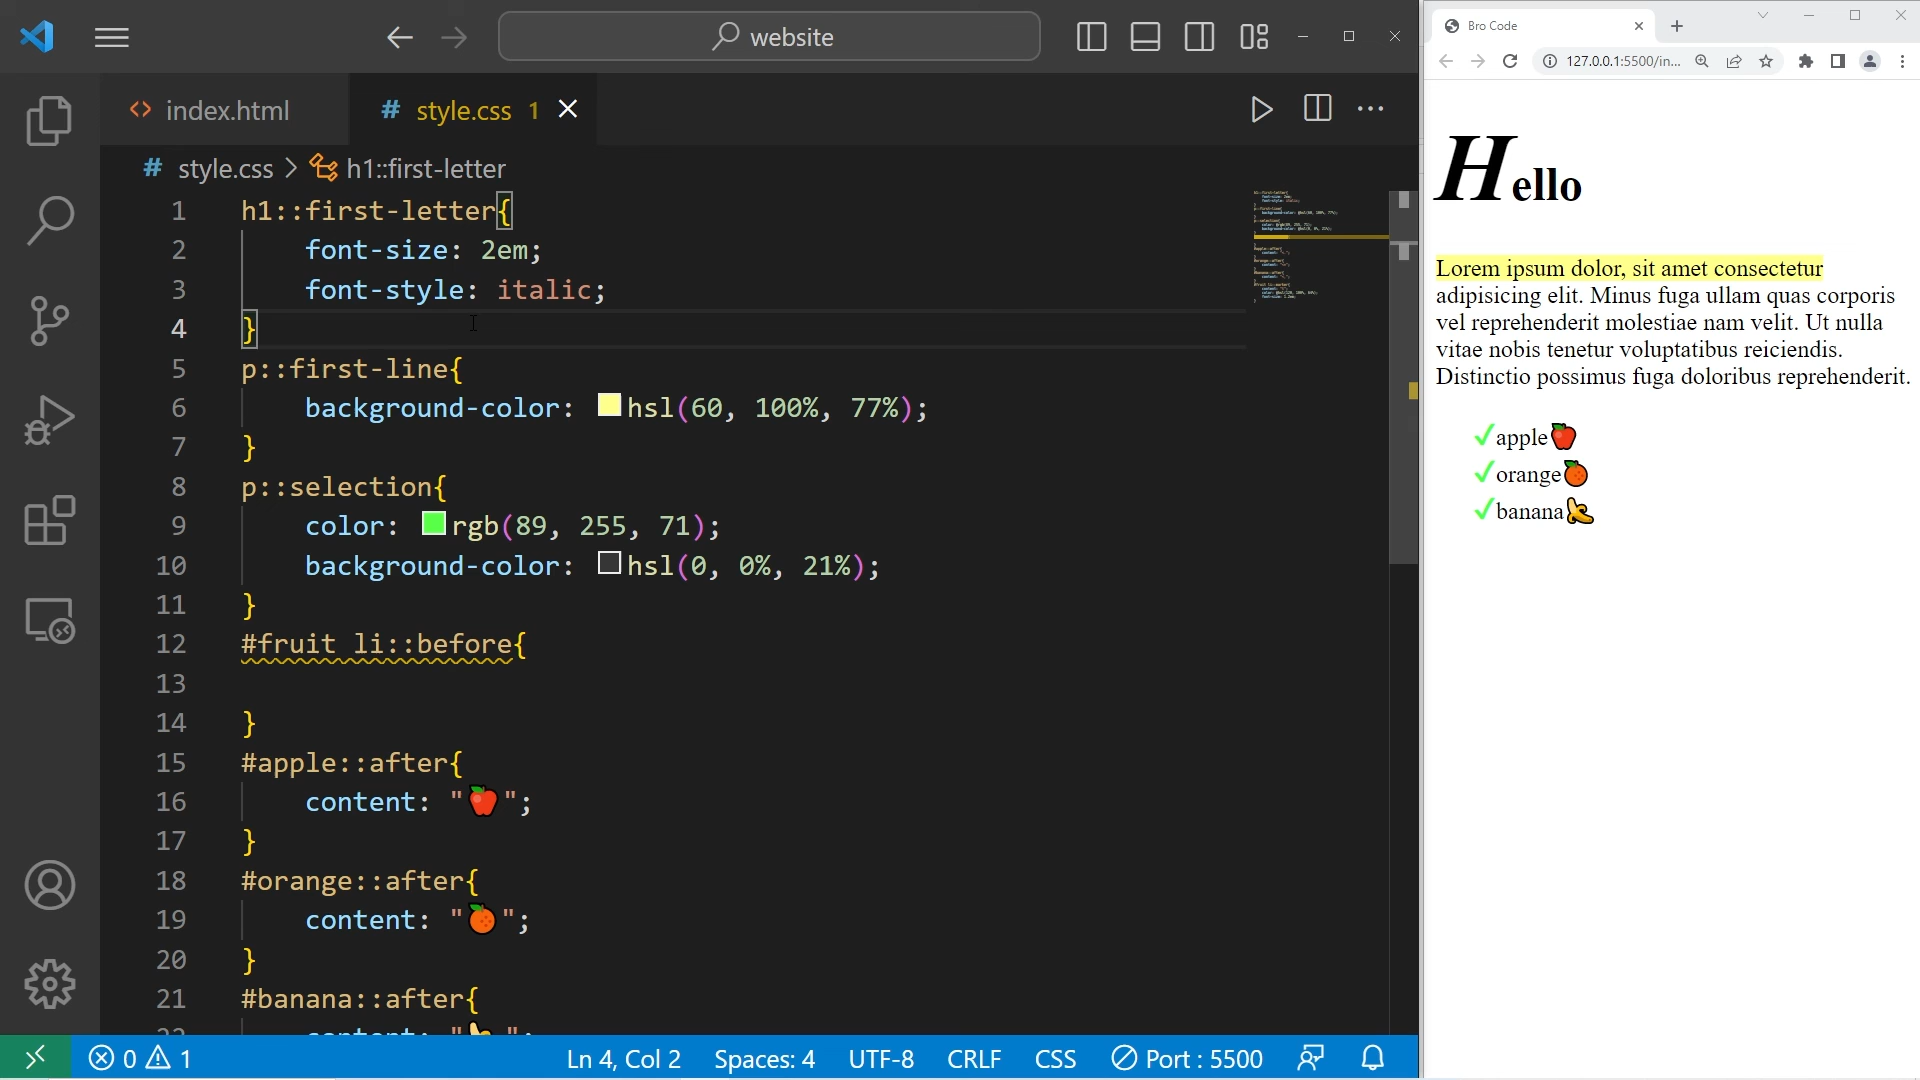 website
index.html
# style.css 1
# style.css > h1::first-letter
1 h1::first-letter{
2 font-size: 2em;
3 font-style: italic;
4 }
5 p::first-line{
6 background-color: hsl(60, 100%, 77%);
7 }
8 p::selection{
9 color: rgb(89, 255, 71);
10 background-color: hsl(0, 0%, 21%);
11 }
12 #fruit li::before{
13
14 }
15 #apple::after{
16 content: "🍎";
17 }
18 #orange::after{
19 content: "🍊";
20 }
21 #banana::after{
22 content: "🍌";
0 1 Ln 4, Col 2 Spaces: 4 UTF-8 CRLF CSS Port : 5500
Bro Code
127.0.0.1:5500/in...
Hello
Lorem ipsum dolor, sit amet consectetur
adipisicing elit. Minus fuga ullam quas corporis
vel reprehenderit molestiae nam velit. Ut nulla
vitae nobis tenetur voluptatibus reiciendis.
Distinctio possimus fuga doloribus reprehenderit.
✓apple🍎
✓orange🍊
✓banana🍌